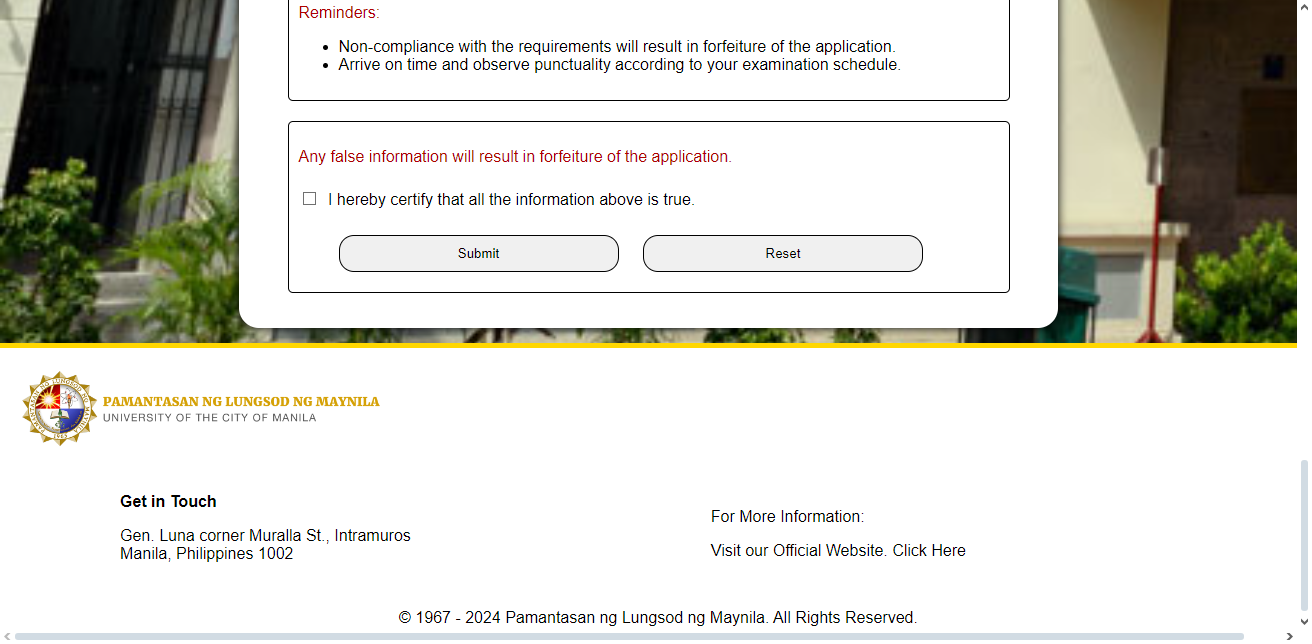 Reminders:
Non-compliance with the requirements will result in forfeiture of the application.
Arrive on time and observe punctuality according to your examination schedule.
Any false information will result in forfeiture of the application.
I hereby certify that all the information above is true.
Submit
Reset
PAMANTASAN NG LUNGSOD NG MAYNILA
UNIVERSITY OF THE CITY OF MANILA
Get in Touch
Gen. Luna corner Muralla St., Intramuros
Manila, Philippines 1002
For More Information:
Visit our Official Website. Click Here
© 1967 - 2024 Pamantasan ng Lungsod ng Maynila. All Rights Reserved.